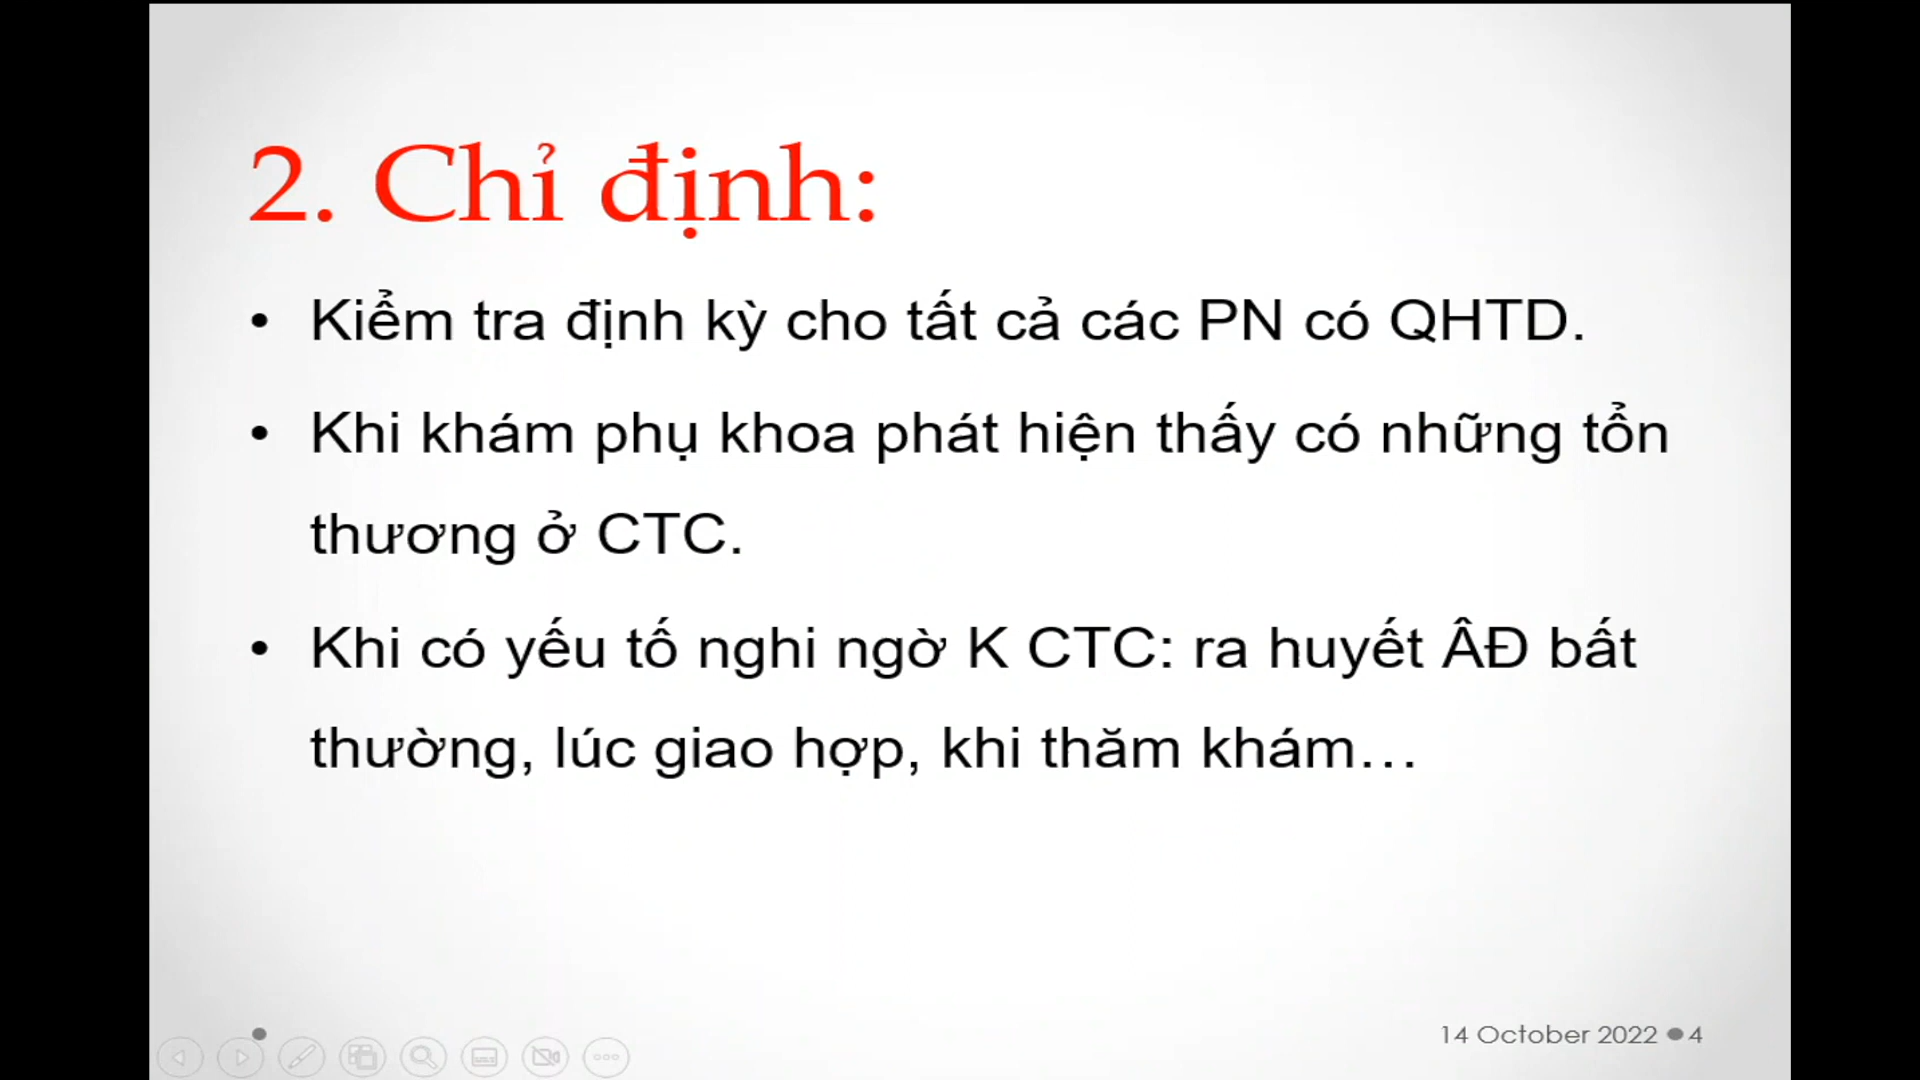 2. Chỉ định:
• Kiểm tra định kỳ cho tất cả các PN có QHTD.
• Khi khám phụ khoa phát hiện thấy có những tổn
thương ở CTC.
• Khi có yếu tố nghi ngờ K CTC: ra huyết ÂĐ bất
thường, lúc giao hợp, khi thăm khám…
14 October 2022 ● 4